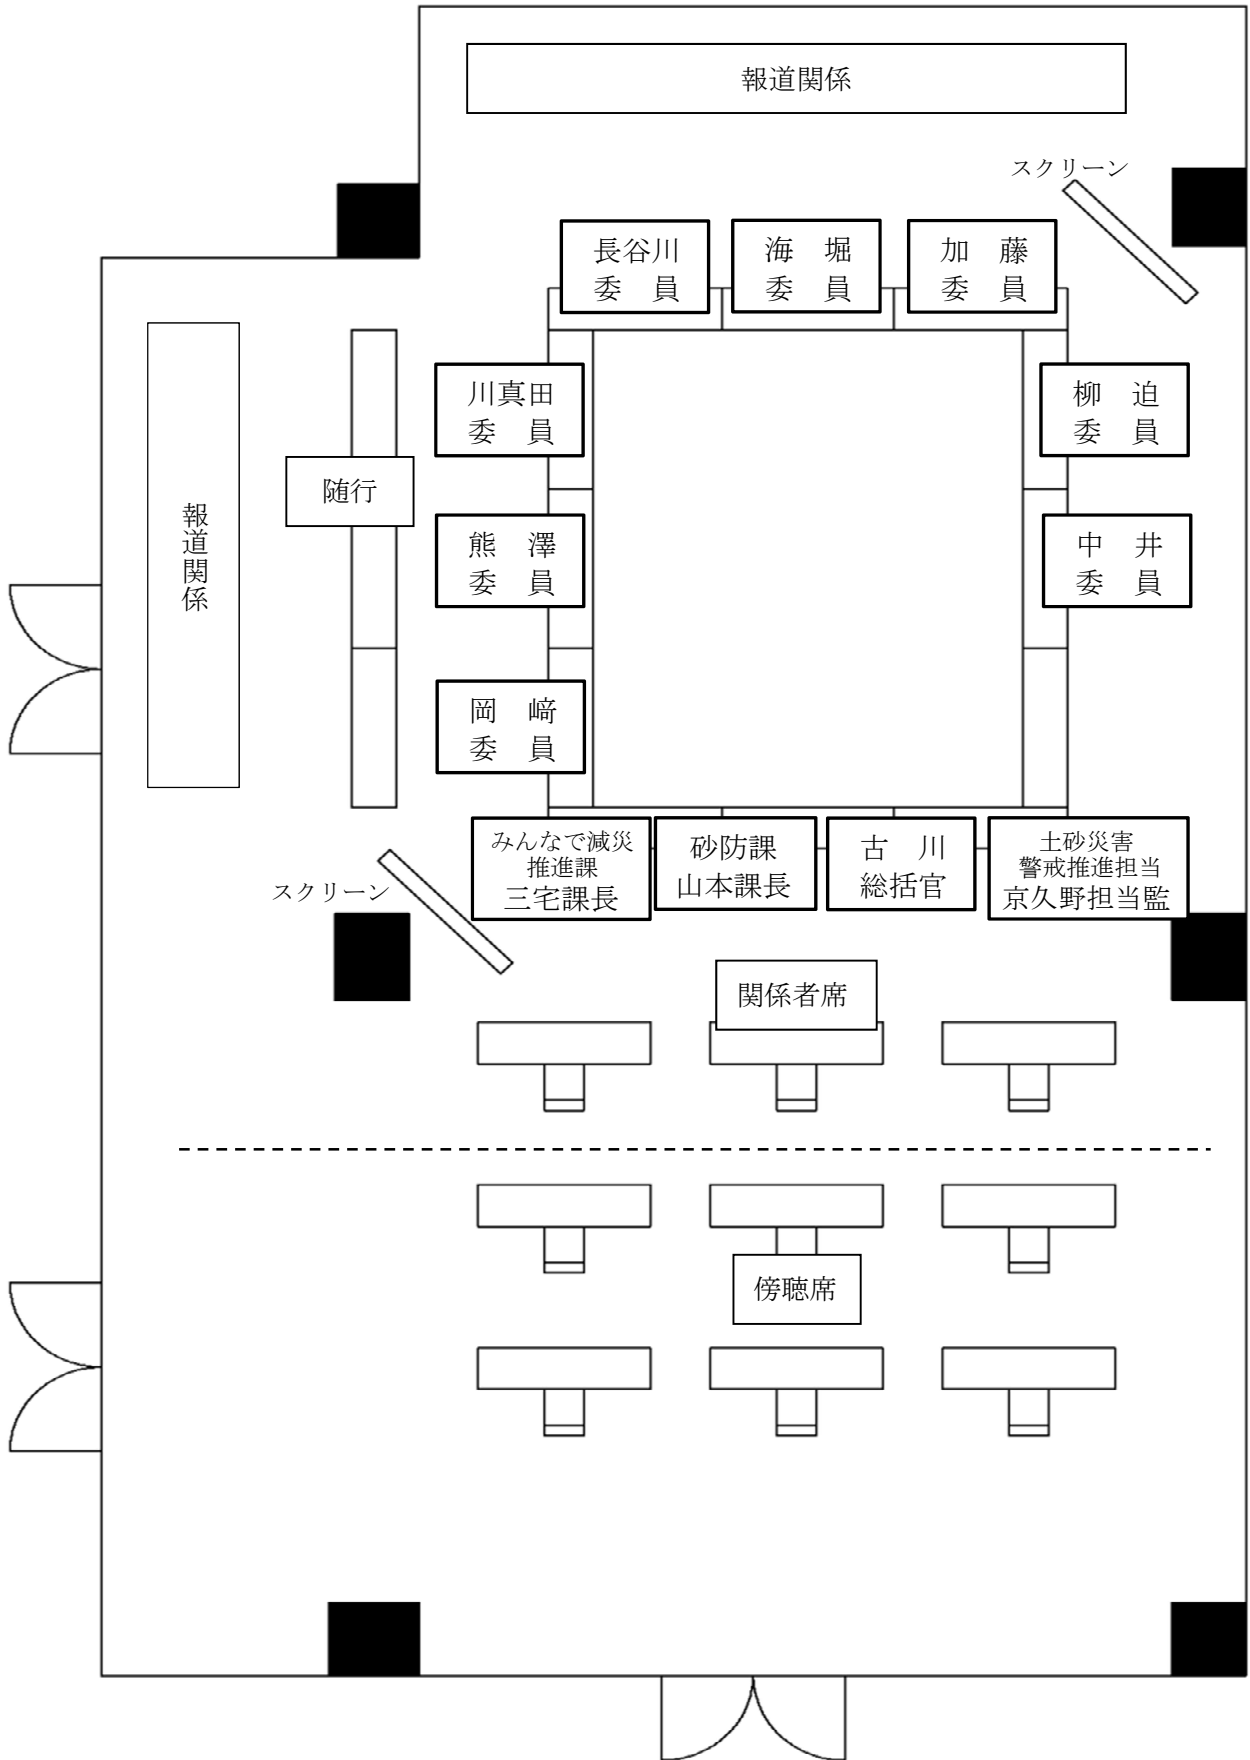 報道関係
スクリーン
長谷川
委　員
海　堀
委　員
加　藤
委　員
川真田
委　員
柳　迫
委　員
随行
報道関係
熊　澤
委　員
中　井
委　員
岡　﨑
委　員
みんなで減災
推進課
三宅課長
砂防課
山本課長
古　川
総括官
土砂災害
警戒推進担当
京久野担当監
スクリーン
関係者席
傍聴席